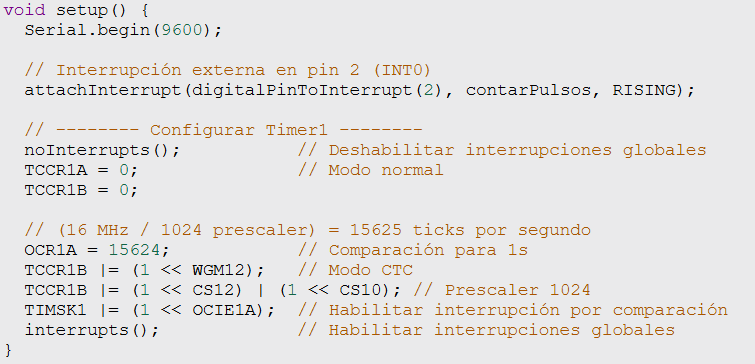 void setup() {
  Serial.begin(9600);

  // Interrupción externa en pin 2 (INT0)
  attachInterrupt(digitalPinToInterrupt(2), contarPulsos, RISING);

  // -------- Configurar Timer1 --------
  noInterrupts();           // Deshabilitar interrupciones globales
  TCCR1A = 0;               // Modo normal
  TCCR1B = 0;

  // (16 MHz / 1024 prescaler) = 15625 ticks por segundo
  OCR1A = 15624;            // Comparación para 1s
  TCCR1B |= (1 << WGM12);   // Modo CTC
  TCCR1B |= (1 << CS12) | (1 << CS10); // Prescaler 1024
  TIMSK1 |= (1 << OCIE1A);  // Habilitar interrupción por comparación
  interrupts();             // Habilitar interrupciones globales
}